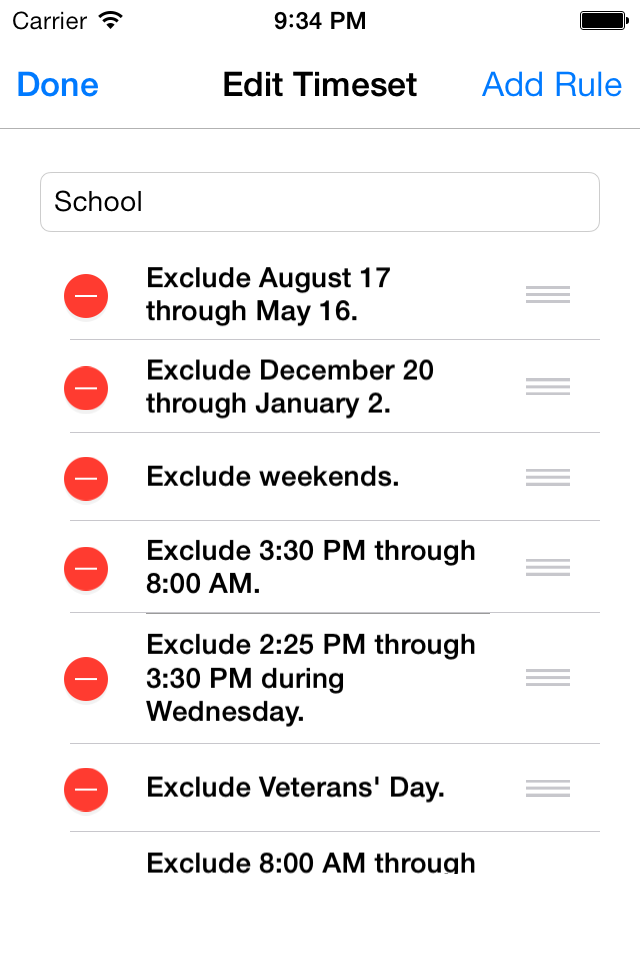 Carrier 9:34 PM
Done Edit Timeset Add Rule
School
Exclude August 17
through May 16.
Exclude December 20
through January 2.
Exclude weekends.
Exclude 3:30 PM through
8:00 AM.
Exclude 2:25 PM through
3:30 PM during
Wednesday.
Exclude Veterans' Day.
Exclude 8:00 AM through